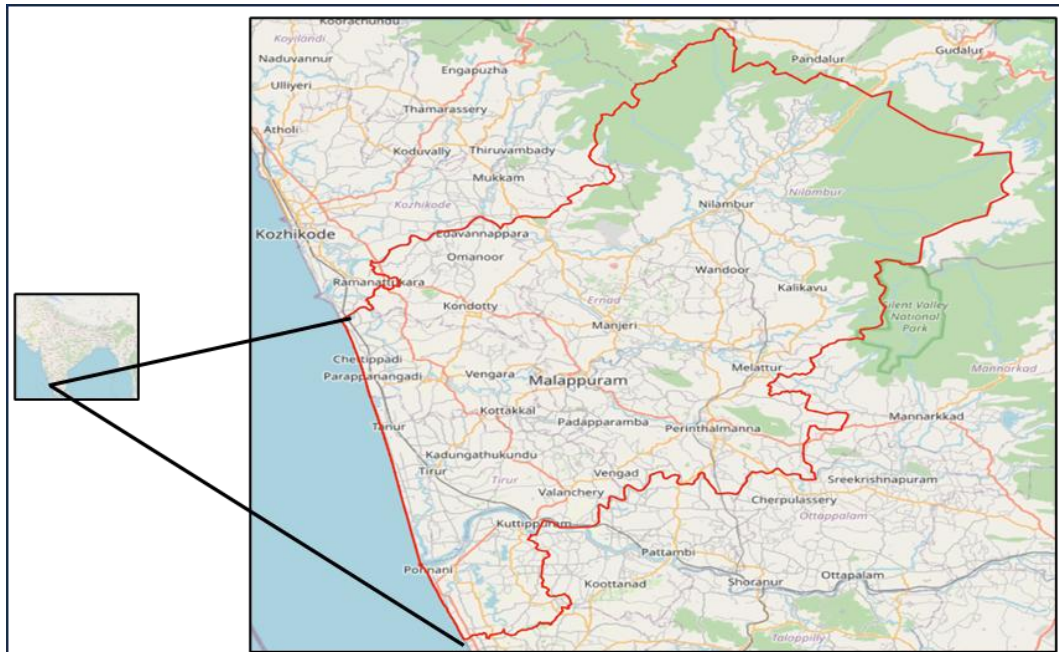 Koorachundu
Koyilandi
Naduvannur
Ulliyeri
Engapuzha
Pandalur
Gudalur
Thamarassery
Atholi
Koduvally
Thiruvambady
Mukkam
Kozhikode
Nilambur
Nilambur
Kozhikode
Edavannappara
Omanoor
Ramanattukara
Wandoor
Kalikavu
Kondotty
Ernad
Manjeri
Silent Valley
National
Park
Chettippadi
Parappanangadi
Vengara
Malappuram
Melattur
Mannarkad
Kottakkal
Tanur
Padapparamba
Perinthalmanna
Mannarkkad
Kadungathukundu
Tirur
Tirur
Vengad
Valanchery
Sreekrishnapuram
Cherpulassery
Ottappalam
Kuttippuram
Pattambi
Ponnani
Koottanad
Shoranur
Ottapalam
Talappilly